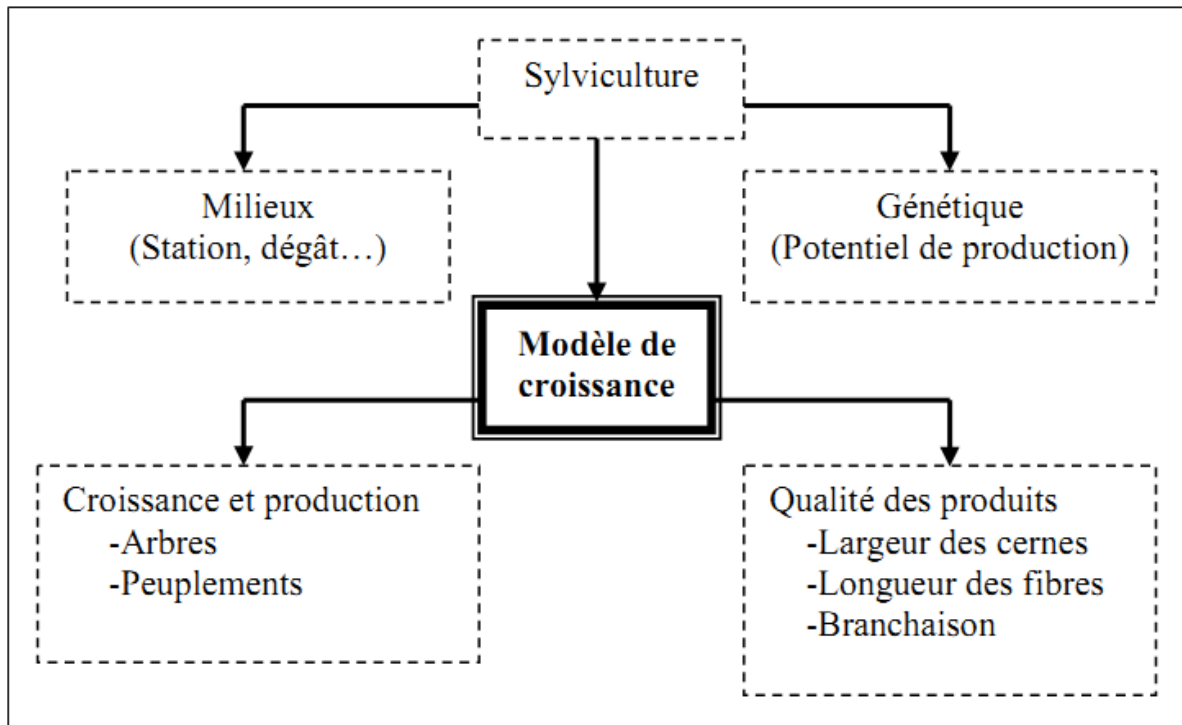 Sylviculture
Milieux
(Station, dégât…)
Génétique
(Potentiel de production)
Modèle de
croissance
Croissance et production
-Arbres
-Peuplements
Qualité des produits
-Largeur des cernes
-Longueur des fibres
-Branchaison